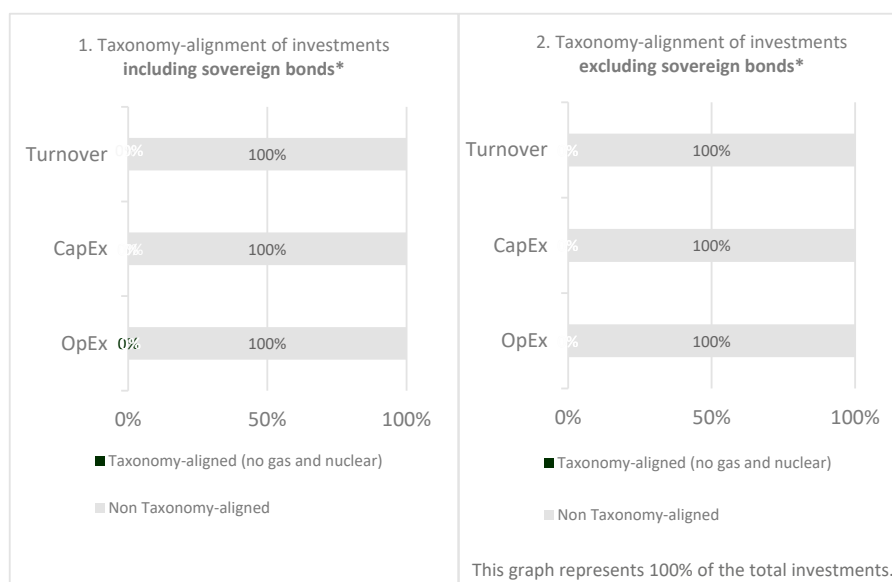 1. Taxonomy-alignment of investments
including sovereign bonds*
Turnover
100%
CapEx
100%
OpEx
0%
100%
0%
50%
100%
Taxonomy-aligned (no gas and nuclear)
Non Taxonomy-aligned
2. Taxonomy-alignment of investments
excluding sovereign bonds*
Turnover
100%
CapEx
100%
OpEx
100%
0%
50%
100%
Taxonomy-aligned (no gas and nuclear)
Non Taxonomy-aligned
This graph represents 100% of the total investments.